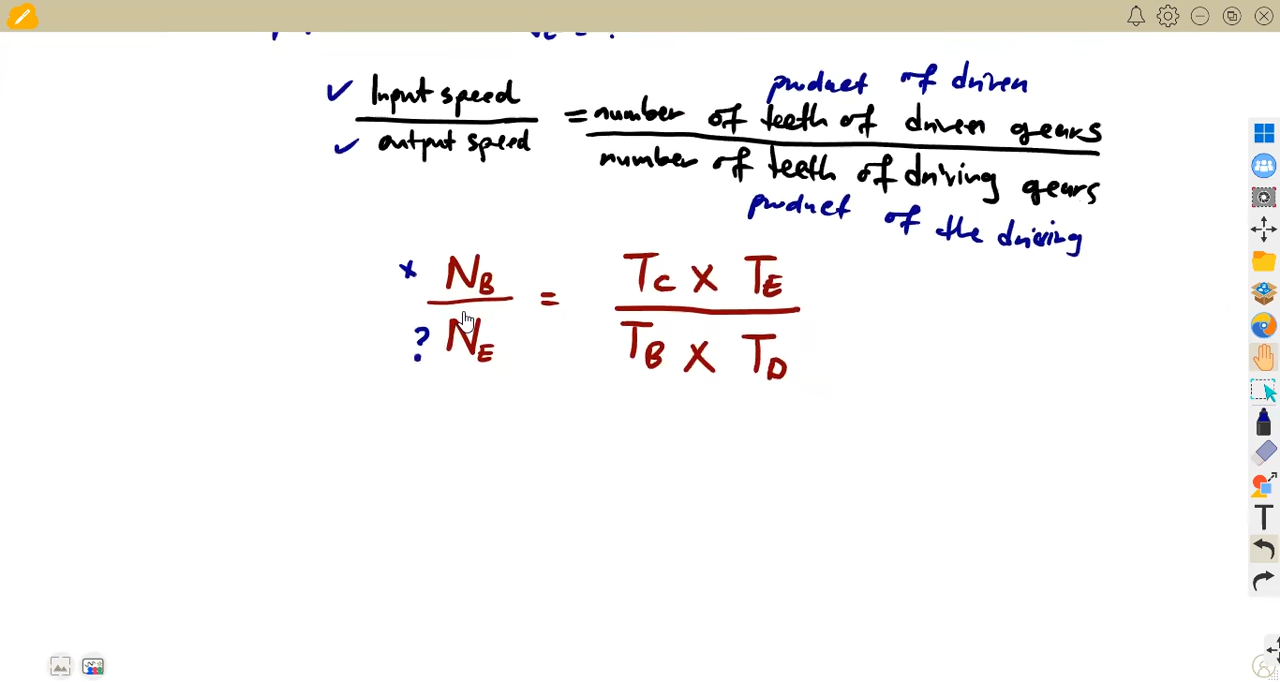 product of driven
✓ Input speed = number of teeth of driven gears
✓ output speed number of teeth of driving gears
product of the driving
x N_B = T_C x T_E
? N_E T_B x T_D
T